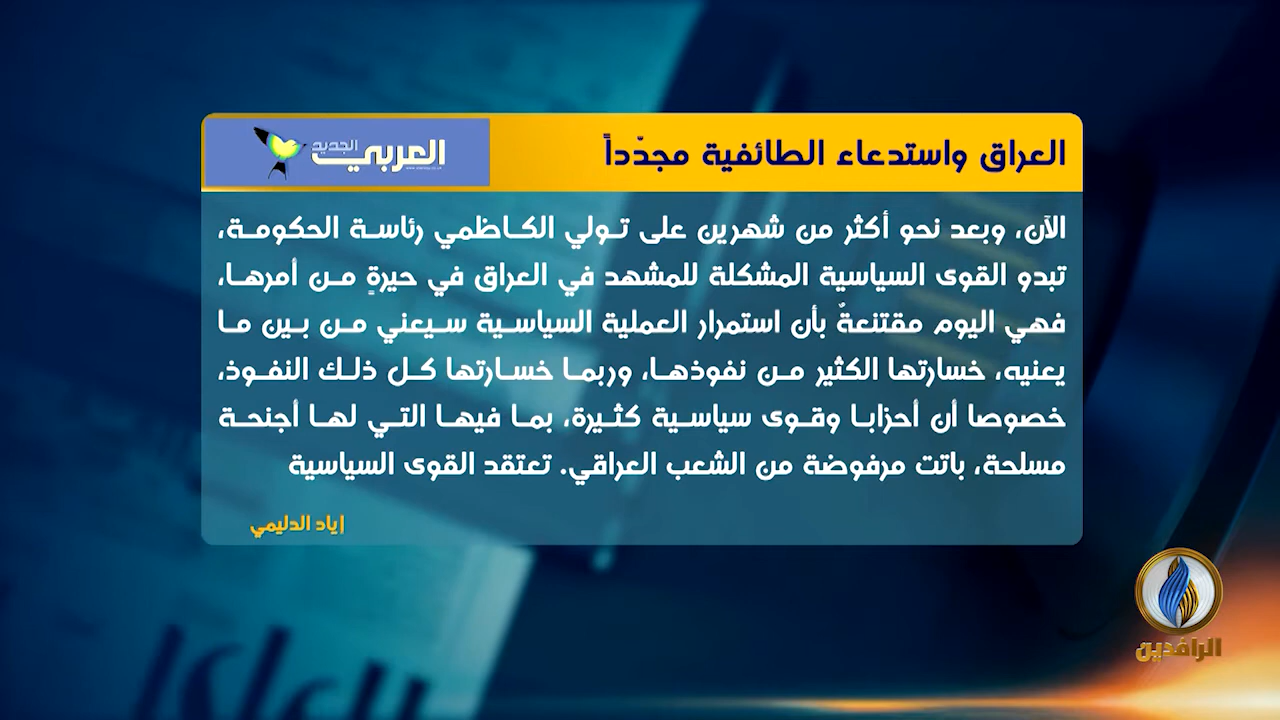 العراق واستدعاء الطائفية مجدّداً
العربي الجديد
الآن، وبعد نحو أكثر من شهرين على تولي الكاظمي رئاسة الحكومة،
تبدو القوى السياسية المشكلة للمشهد في العراق في حيرةٍ من أمرها،
فهي اليوم مقتنعةٌ بأن استمرار العملية السياسية سيعني من بين ما
يعنيه، خسارتها الكثير من نفوذها، وربما خسارتها كل ذلك النفوذ،
خصوصا أن أحزابا وقوى سياسية كثيرة، بما فيها التي لها أجنحة
مسلحة، باتت مرفوضة من الشعب العراقي. تعتقد القوى السياسية
إياد الدليمي
الرافدين